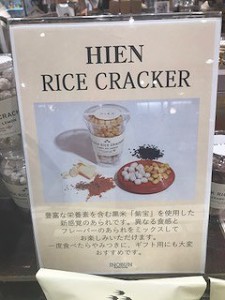 HIEN
RICE CRACKER
豊富な栄養素を含む黒米「紫宝」を使用した
新感覚のあられです。異なる食感と
フレーバーのあられをミックスして
お楽しみいただけます。
一度食べたらやみつきに、ギフト用にも大変
おすすめです。